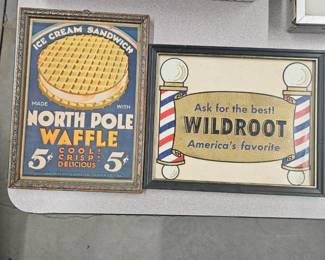 ICE CREAM SANDWICH
MADE WITH
NORTH POLE
WAFFLE
5¢ COOL! 5¢
CRISP!
DELICIOUS
Ask for the best!
WILDROOT
America's favorite